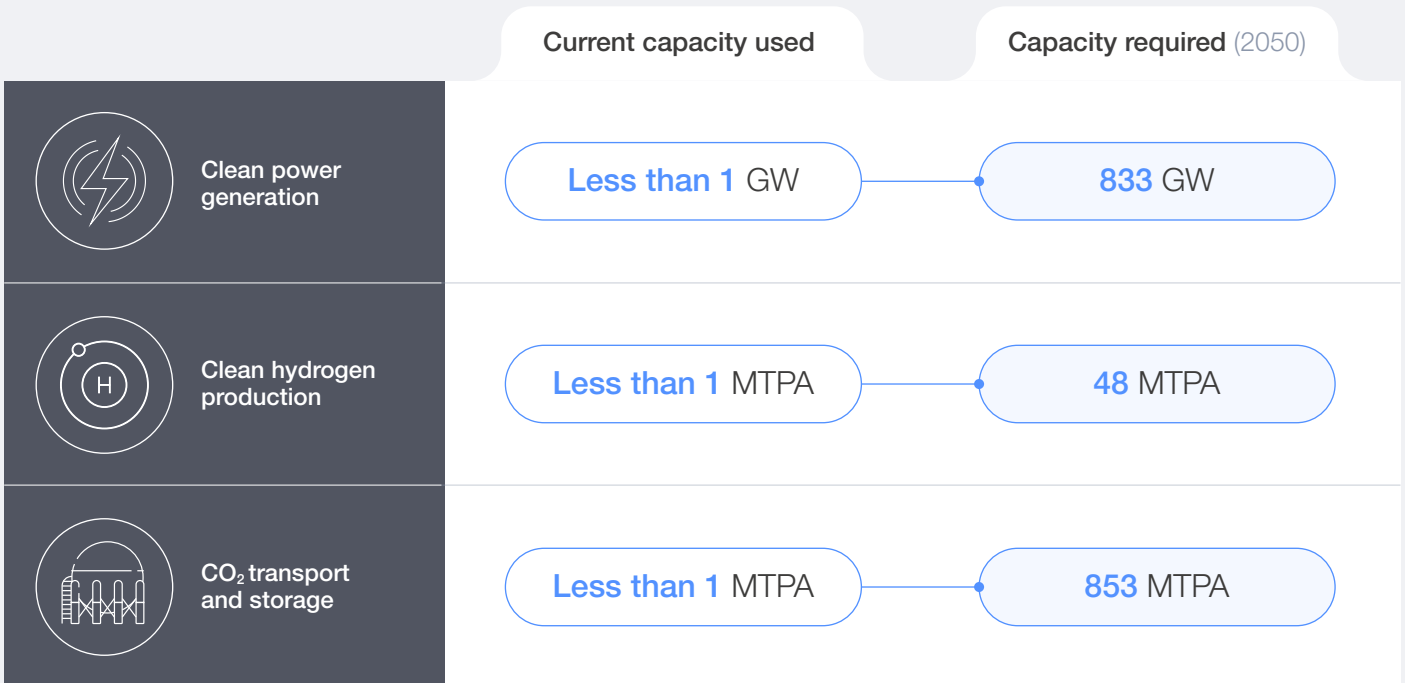 Current capacity used
Capacity required (2050)
Clean power
generation
Less than 1 GW
833 GW
H
Clean hydrogen
production
Less than 1 MTPA
48 MTPA
CO₂ transport
and storage
Less than 1 MTPA
853 MTPA